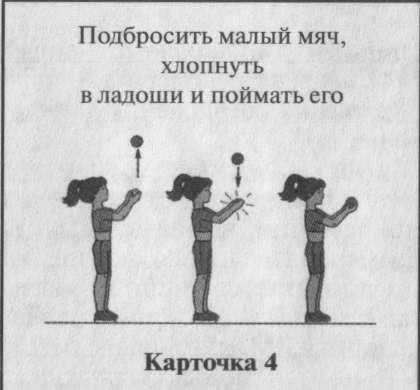 Подбросить малый мяч,
хлопнуть
в ладоши и поймать его
Карточка 4